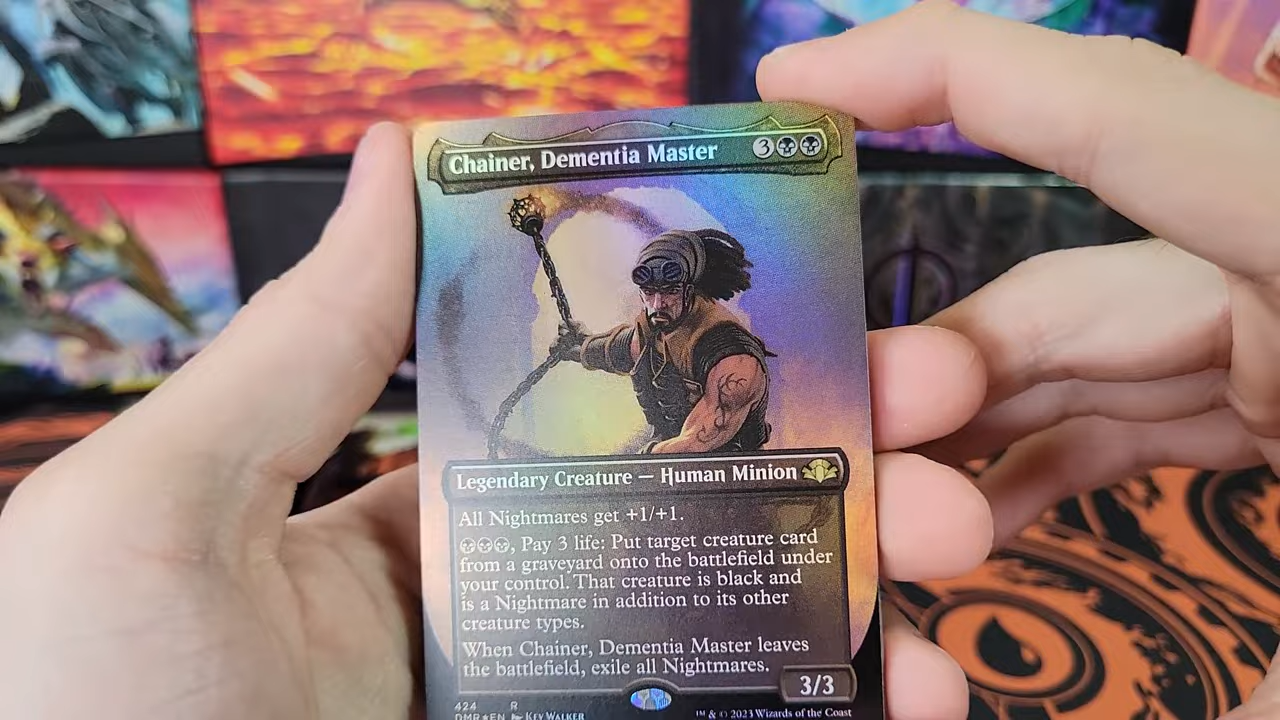 Chainer, Dementia Master 3
Legendary Creature — Human Minion
All Nightmares get +1/+1.
, Pay 3 life: Put target creature card
from a graveyard onto the battlefield under
your control. That creature is black and
is a Nightmare in addition to its other
creature types.
When Chainer, Dementia Master leaves
the battlefield, exile all Nightmares.
3/3
424 R
DMR★EN Kev Walker
™ & © 2023 Wizards of the Coast